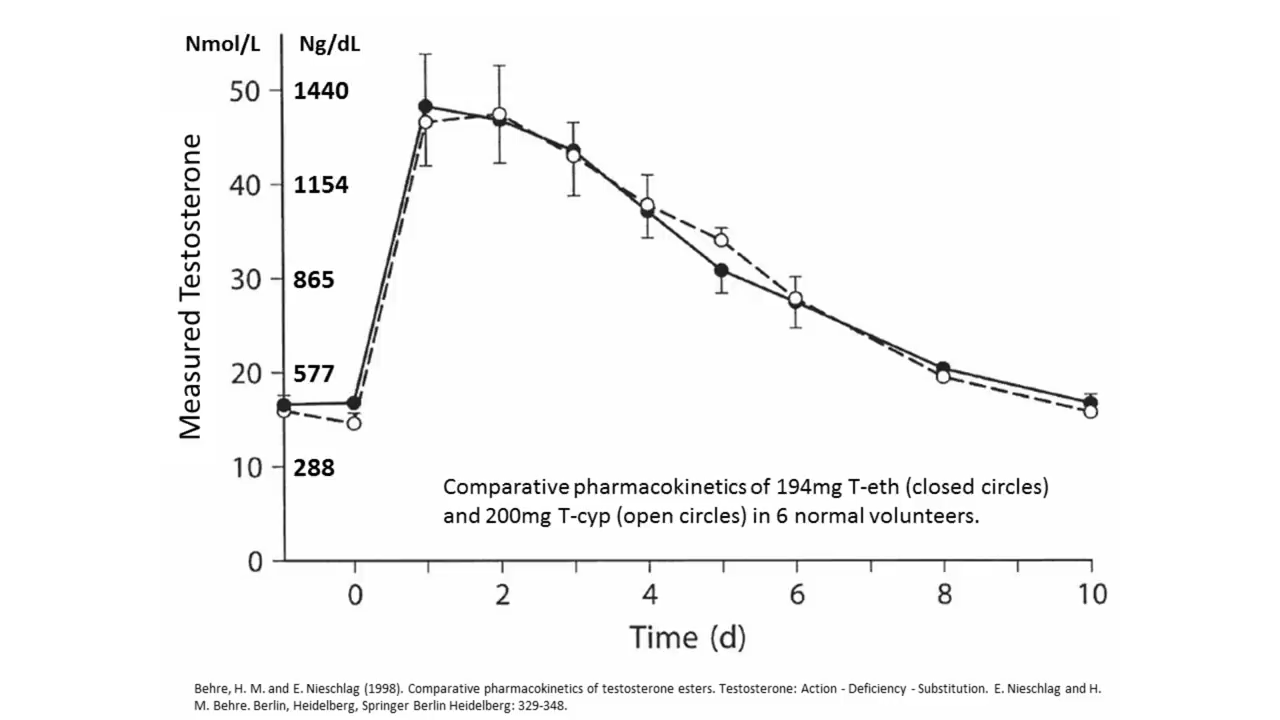 Nmol/L Ng/dL
50 1440
40 1154
30 865
20 577
10 288
0
Measured Testosterone
Comparative pharmacokinetics of 194mg T-eth (closed circles)
and 200mg T-cyp (open circles) in 6 normal volunteers.
0 2 4 6 8 10
Time (d)
Behre, H. M. and E. Nieschlag (1998). Comparative pharmacokinetics of testosterone esters. Testosterone: Action - Deficiency - Substitution. E. Nieschlag and H.
M. Behre. Berlin, Heidelberg, Springer Berlin Heidelberg: 329-348.